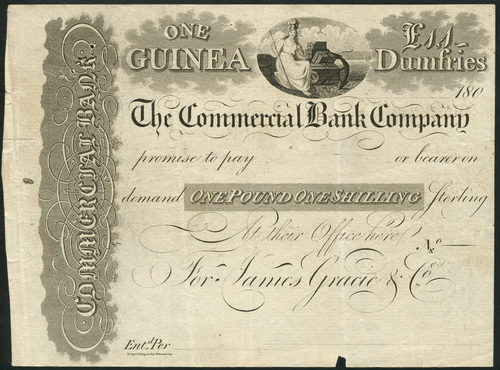 COMMERCIAL BANK.
ONE
GUINEA
£1.1.-
Dumfries
180
The Commercial Bank Company
promise to pay or bearer on
demand ONE POUND ONE SHILLING Sterling
At their Office here
No
For James Gracie & Co
Ent.d Per